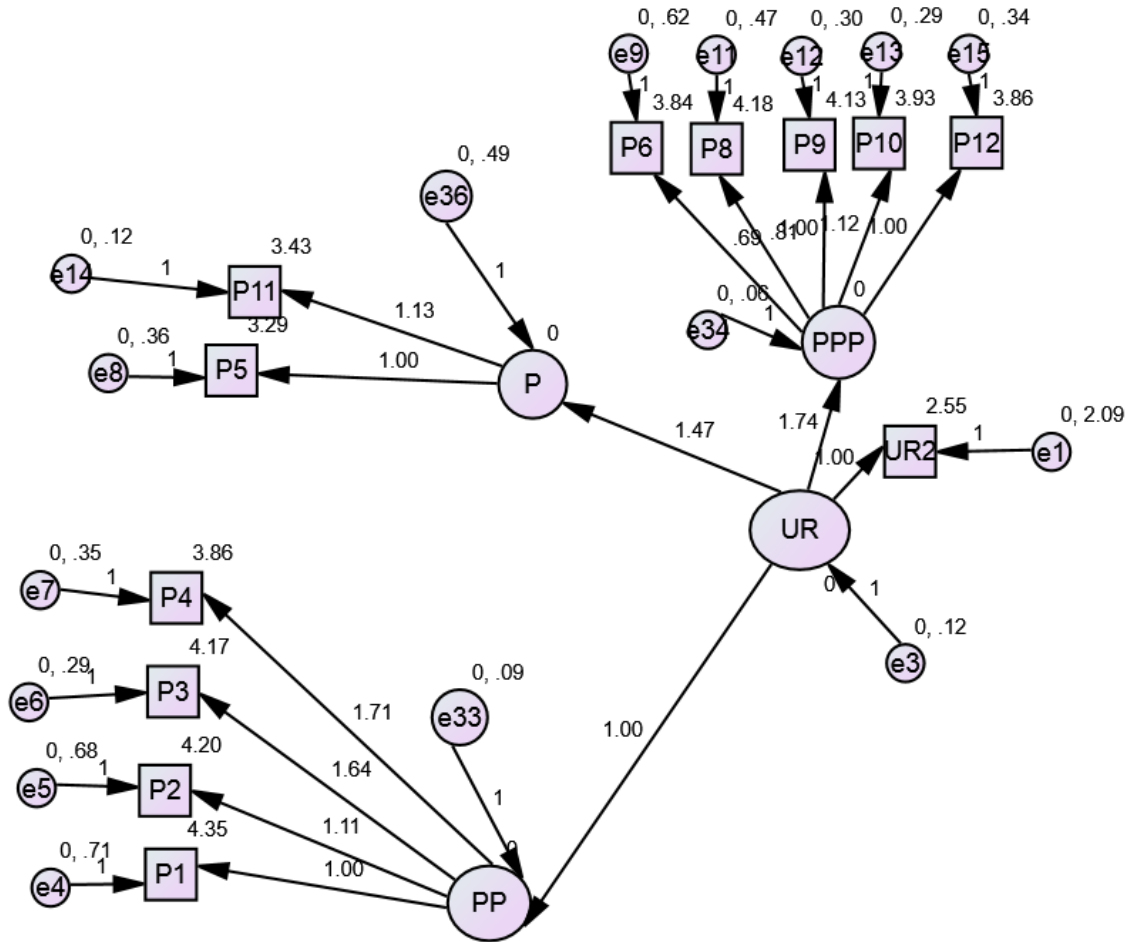 0, .62
0, .47
0, .30
0, .29
0, .34
e9
e11
e12
e13
e15
1
1
1
1
1
3.84
4.18
4.13
3.93
3.86
P6
P8
P9
P10
P12
0, .49
e36
1
0, .12
e14
1
3.43
P11
3.29
1.13
0, .36
e8
1
P5
1.00
0
P
.69
.81
1.00
1.12
1.00
0, .06
e34
1
0
PPP
1.47
1.74
1.00
2.55
UR2
1
0, 2.09
e1
UR
0
1
0, .12
e3
0, .35
e7
1
3.86
P4
0, .29
e6
1
4.17
P3
1.71
0, .09
e33
1
1.00
0, .68
e5
1
4.20
P2
1.64
0, .71
e4
1
4.35
P1
1.11
1.00
0
PP